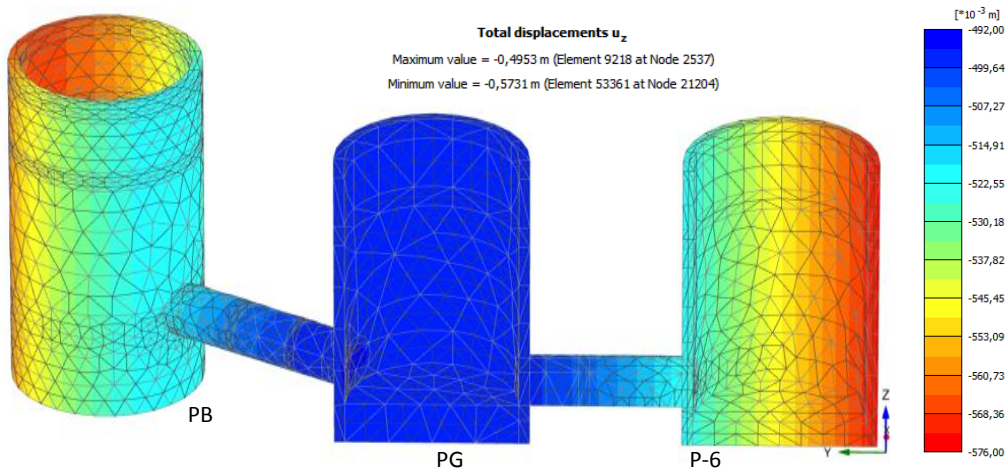 [*10⁻³ m]
Total displacements u_z
Maximum value = -0,4953 m (Element 9218 at Node 2537)
Minimum value = -0,5731 m (Element 53361 at Node 21204)
-492,00
-499,64
-507,27
-514,91
-522,55
-530,18
-537,82
-545,45
-553,09
-560,73
-568,36
-576,00
PB
PG
P-6
Z
X
Y